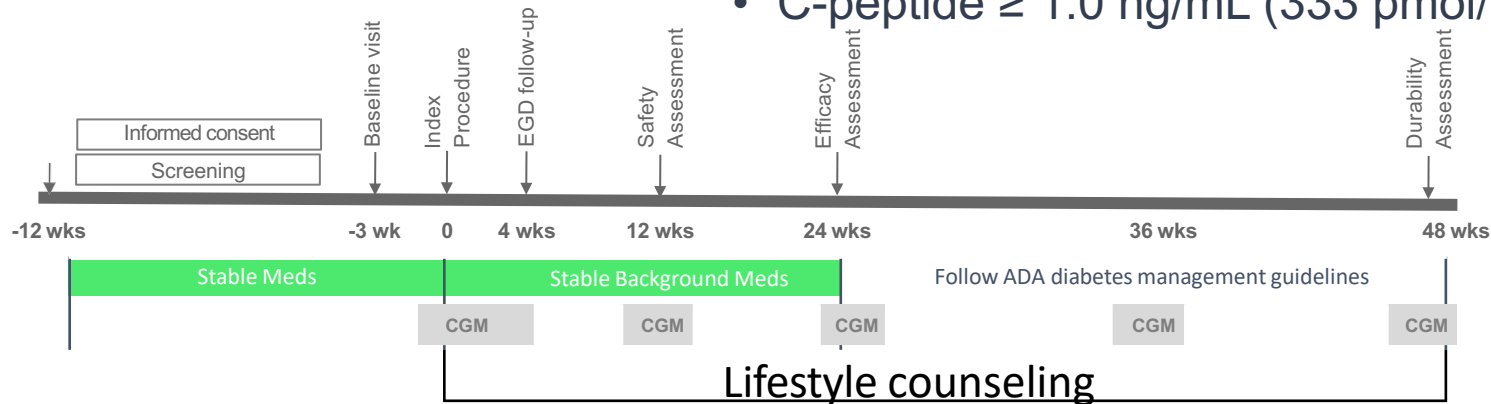 • C-peptide ≥ 1.0 ng/mL (333 pmol/
Baseline visit
Index
Procedure
EGD follow-up
Safety
Assessment
Efficacy
Assessment
Durability
Assessment
Informed consent
Screening
-12 wks
-3 wk
0
4 wks
12 wks
24 wks
36 wks
48 wks
Stable Meds
Stable Background Meds
Follow ADA diabetes management guidelines
CGM
CGM
CGM
CGM
CGM
Lifestyle counseling